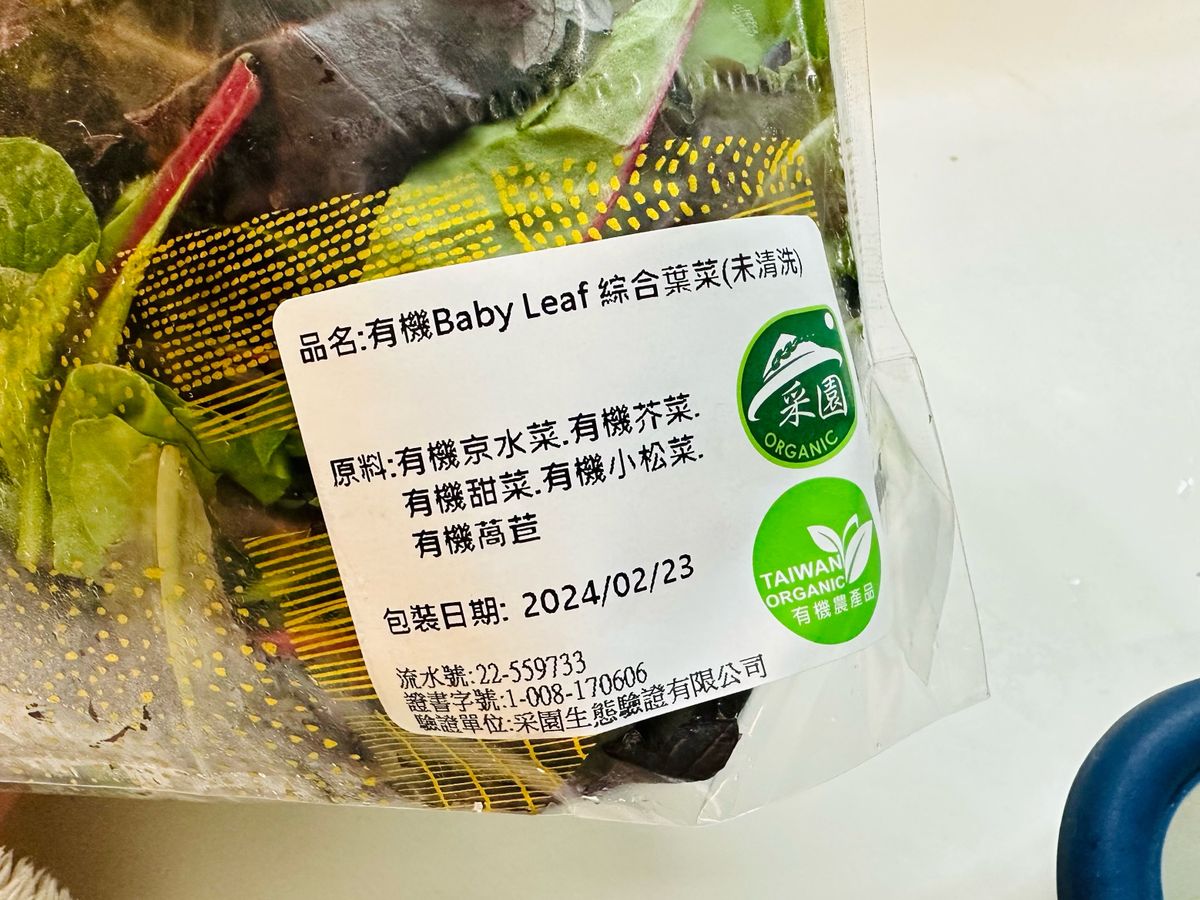 品名:有機Baby Leaf 綜合葉菜(未清洗)
原料:有機京水菜.有機芥菜.
有機甜菜.有機小松菜.
有機萵苣
包裝日期: 2024/02/23
流水號:22-559733
證書字號:1-008-170606
驗證單位:采園生態驗證有限公司
采園
ORGANIC
TAIWAN
ORGANIC
有機農產品